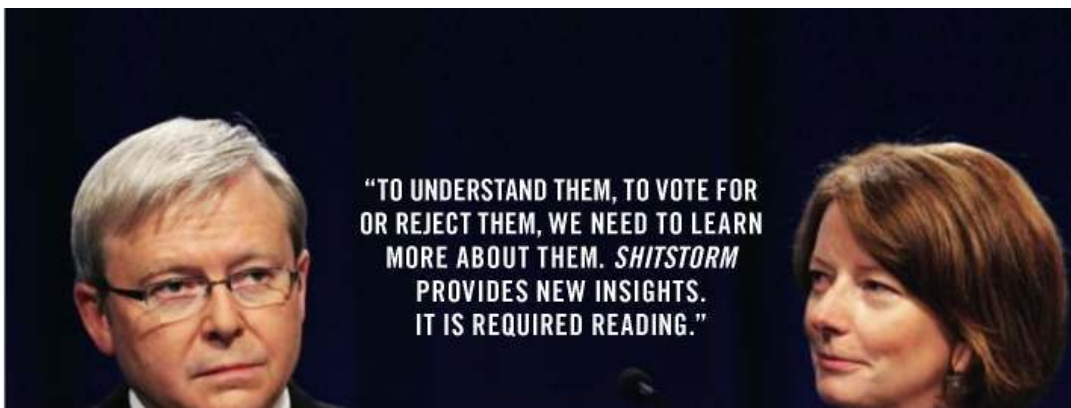 “TO UNDERSTAND THEM, TO VOTE FOR
OR REJECT THEM, WE NEED TO LEARN
MORE ABOUT THEM. SHITSTORM
PROVIDES NEW INSIGHTS.
IT IS REQUIRED READING.”